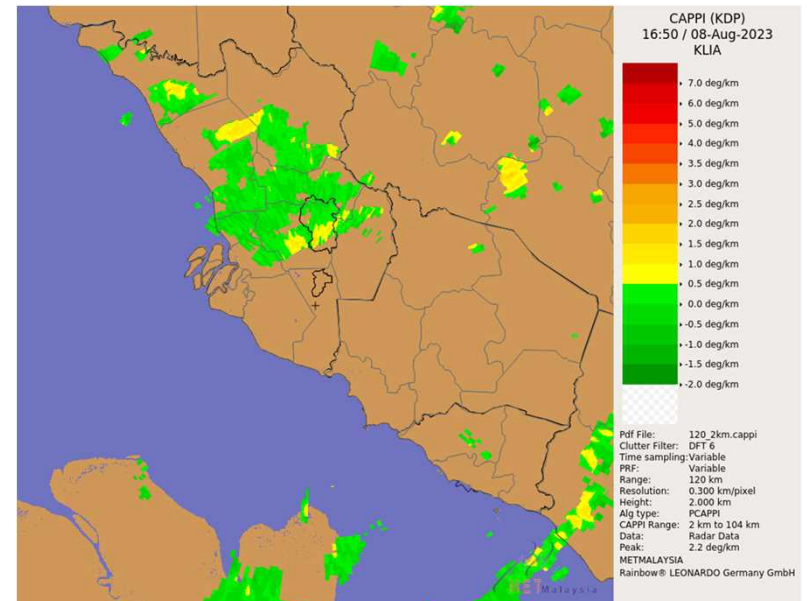 CAPPI (KDP)
16:50 / 08-Aug-2023
KLIA
7.0 deg/km
6.0 deg/km
5.0 deg/km
4.0 deg/km
3.5 deg/km
3.0 deg/km
2.5 deg/km
2.0 deg/km
1.5 deg/km
1.0 deg/km
0.5 deg/km
0.0 deg/km
-0.5 deg/km
-1.0 deg/km
-1.5 deg/km
-2.0 deg/km
Pdf File: 120_2km.cappi
Clutter Filter: DFT 6
Time sampling: Variable
PRF: Variable
Range: 120 km
Resolution: 0.300 km/pixel
Height: 2.000 km
Alg type: PCAPPI
CAPPI Range: 2 km to 104 km
Data: Radar Data
Peak: 2.2 deg/km
METMALAYSIA
Rainbow® LEONARDO Germany GmbH
MET Malaysia